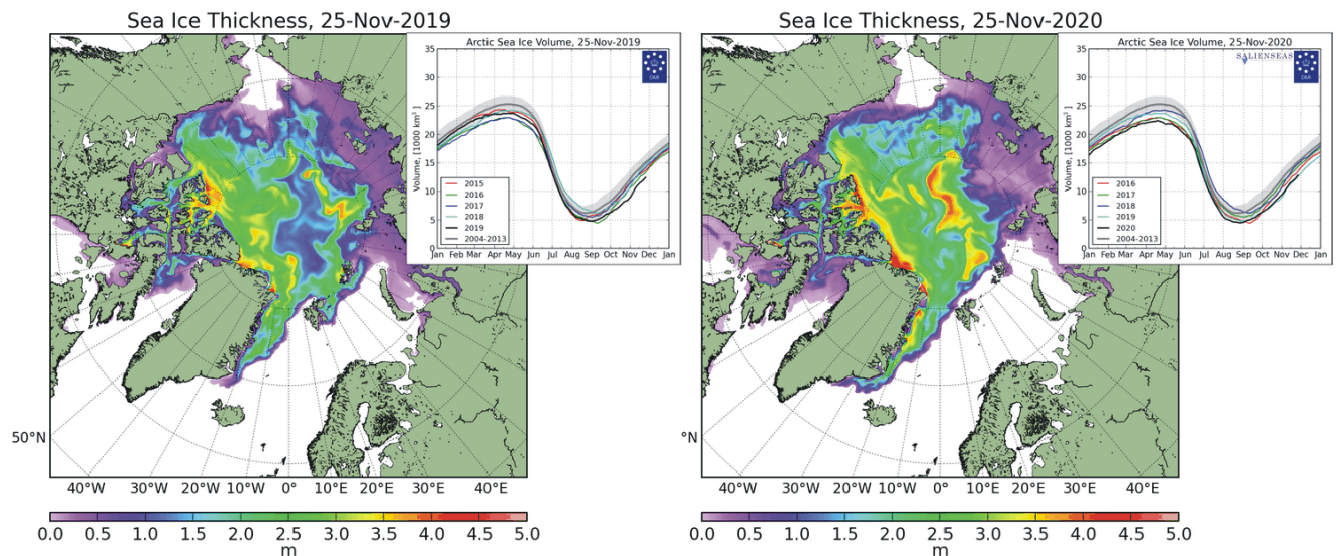 Sea Ice Thickness, 25-Nov-2019
Arctic Sea Ice Volume, 25-Nov-2019
DMI
Volume, [1000 km³]
35
30
25
20
15
10
5
0
2015
2016
2017
2018
2019
2004-2013
Jan Feb Mar Apr May Jun Jul Aug Sep Oct Nov Dec Jan
50°N
40°W 30°W 20°W 10°W 0° 10°E 20°E 30°E 40°E
0.0 0.5 1.0 1.5 2.0 2.5 3.0 3.5 4.0 4.5 5.0
m
Sea Ice Thickness, 25-Nov-2020
Arctic Sea Ice Volume, 25-Nov-2020
SALIENSEAS
DMI
Volume, [1000 km³]
35
30
25
20
15
10
5
0
2016
2017
2018
2019
2020
2004-2013
Jan Feb Mar Apr May Jun Jul Aug Sep Oct Nov Dec Jan
°N
40°W 30°W 20°W 10°W 0° 10°E 20°E 30°E 40°E
0.0 0.5 1.0 1.5 2.0 2.5 3.0 3.5 4.0 4.5 5.0
m